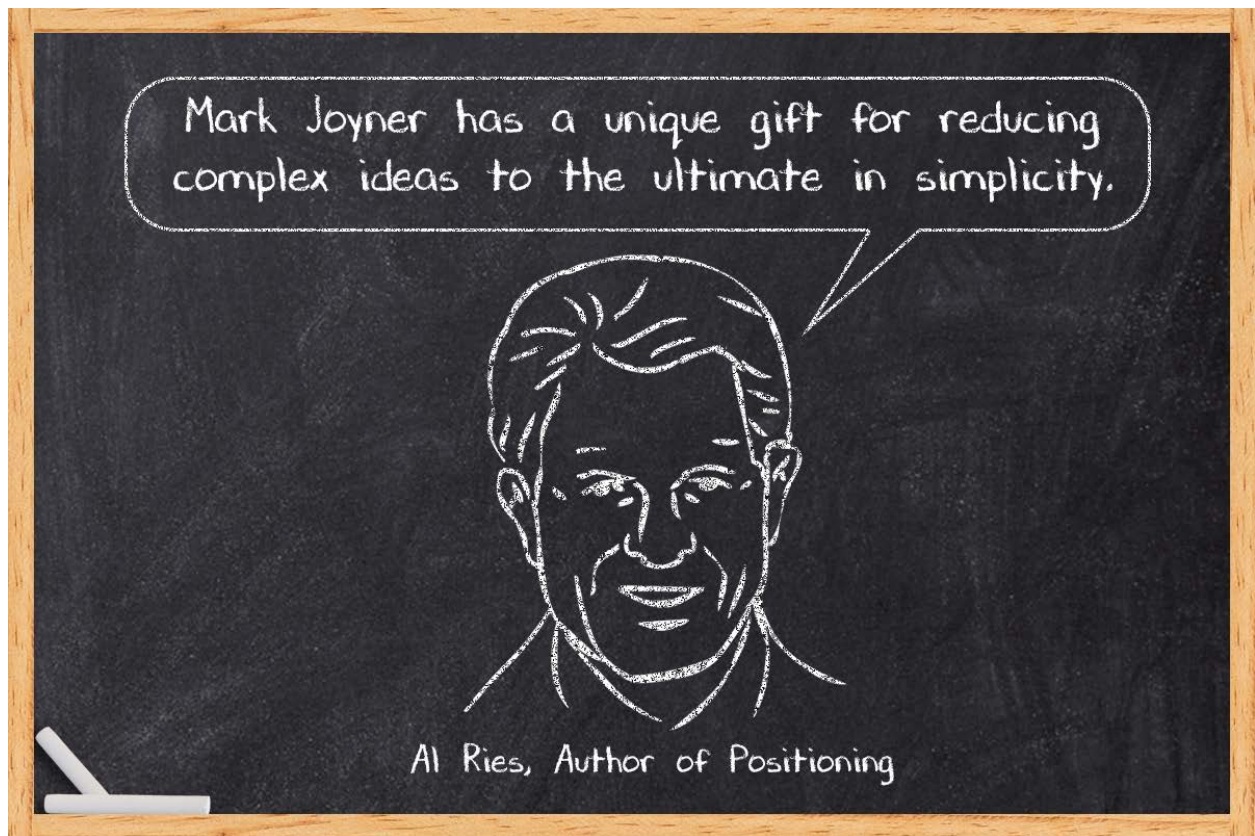 Mark Joyner has a unique gift for reducing
complex ideas to the ultimate in simplicity.
Al Ries, Author of Positioning